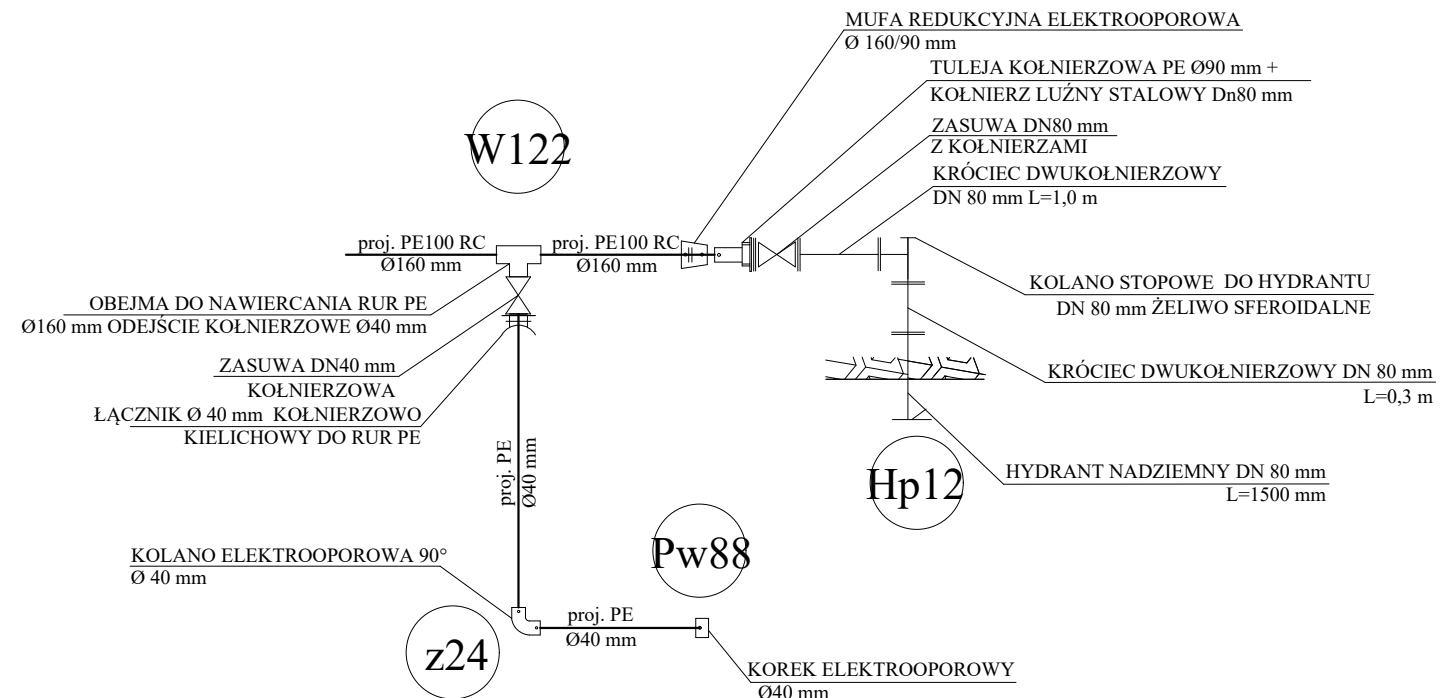 MUFA REDUKCYJNA ELEKTROOPOROWA
Ø 160/90 mm
TULEJA KOŁNIERZOWA PE Ø90 mm +
KOŁNIERZ LUŹNY STALOWY Dn80 mm
ZASUWA DN80 mm
Z KOŁNIERZAMI
KRÓCIEC DWUKOŁNIERZOWY
DN 80 mm L=1,0 m
W122
proj. PE100 RC
Ø160 mm
proj. PE100 RC
Ø160 mm
OBEJMA DO NAWIERCANIA RUR PE
Ø160 mm ODEJŚCIE KOŁNIERZOWE Ø40 mm
KOLANO STOPOWE DO HYDRANTU
DN 80 mm ŻELIWO SFEROIDALNE
ZASUWA DN40 mm
KOŁNIERZOWA
ŁĄCZNIK Ø 40 mm KOŁNIERZOWO
KIELICHOWY DO RUR PE
KRÓCIEC DWUKOŁNIERZOWY DN 80 mm
L=0,3 m
proj. PE
Ø40 mm
Hp12
HYDRANT NADZIEMNY DN 80 mm
L=1500 mm
Pw88
KOLANO ELEKTROOPOROWA 90°
Ø 40 mm
z24
proj. PE
Ø40 mm
KOREK ELEKTROOPOROWY
Ø40 mm